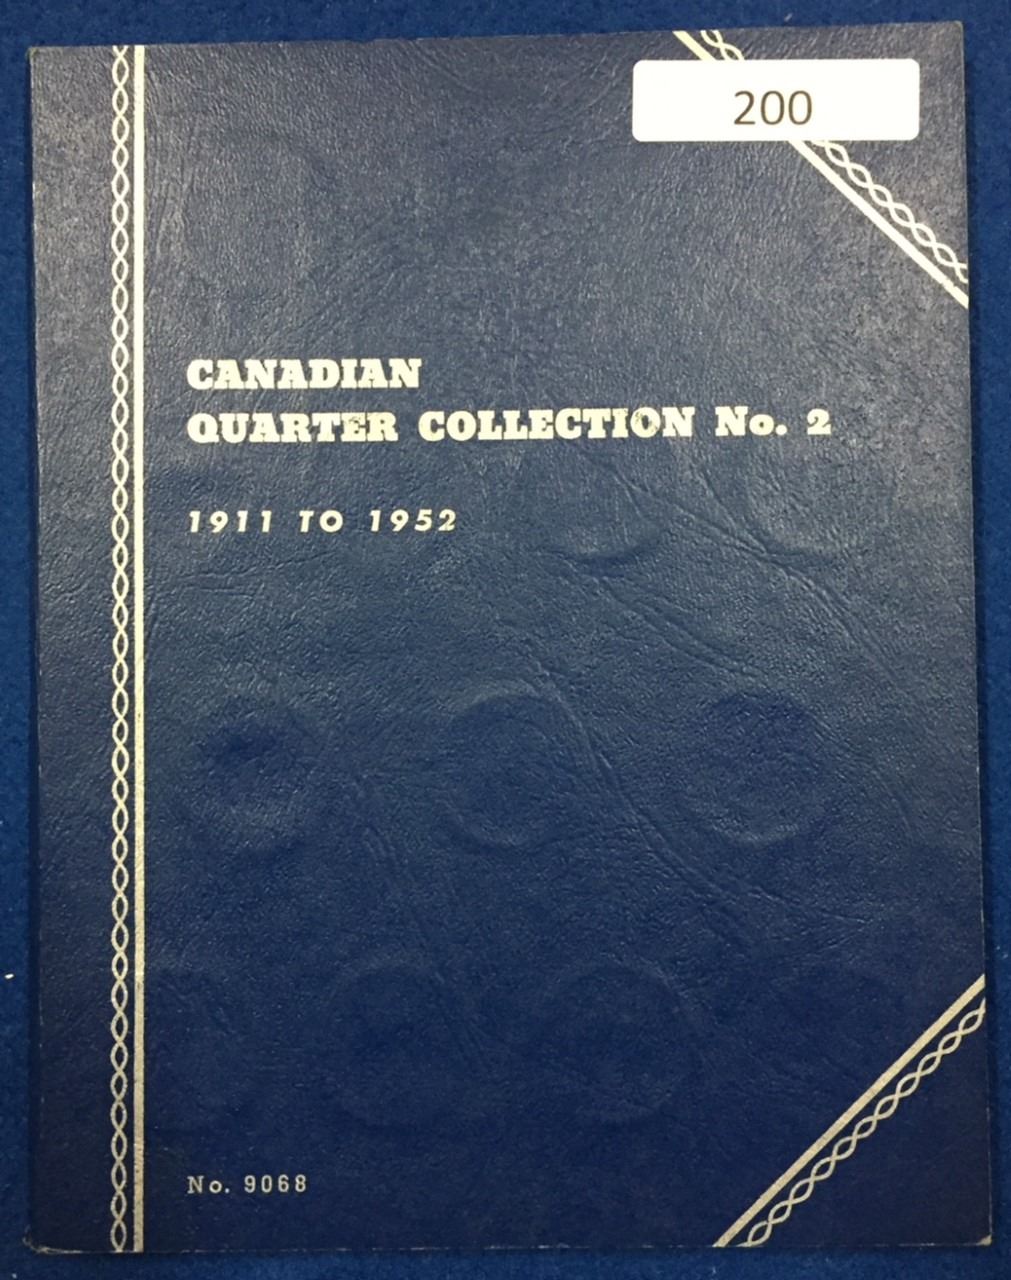 200
CANADIAN
QUARTER COLLECTION No. 2
1911 TO 1952
No. 9068